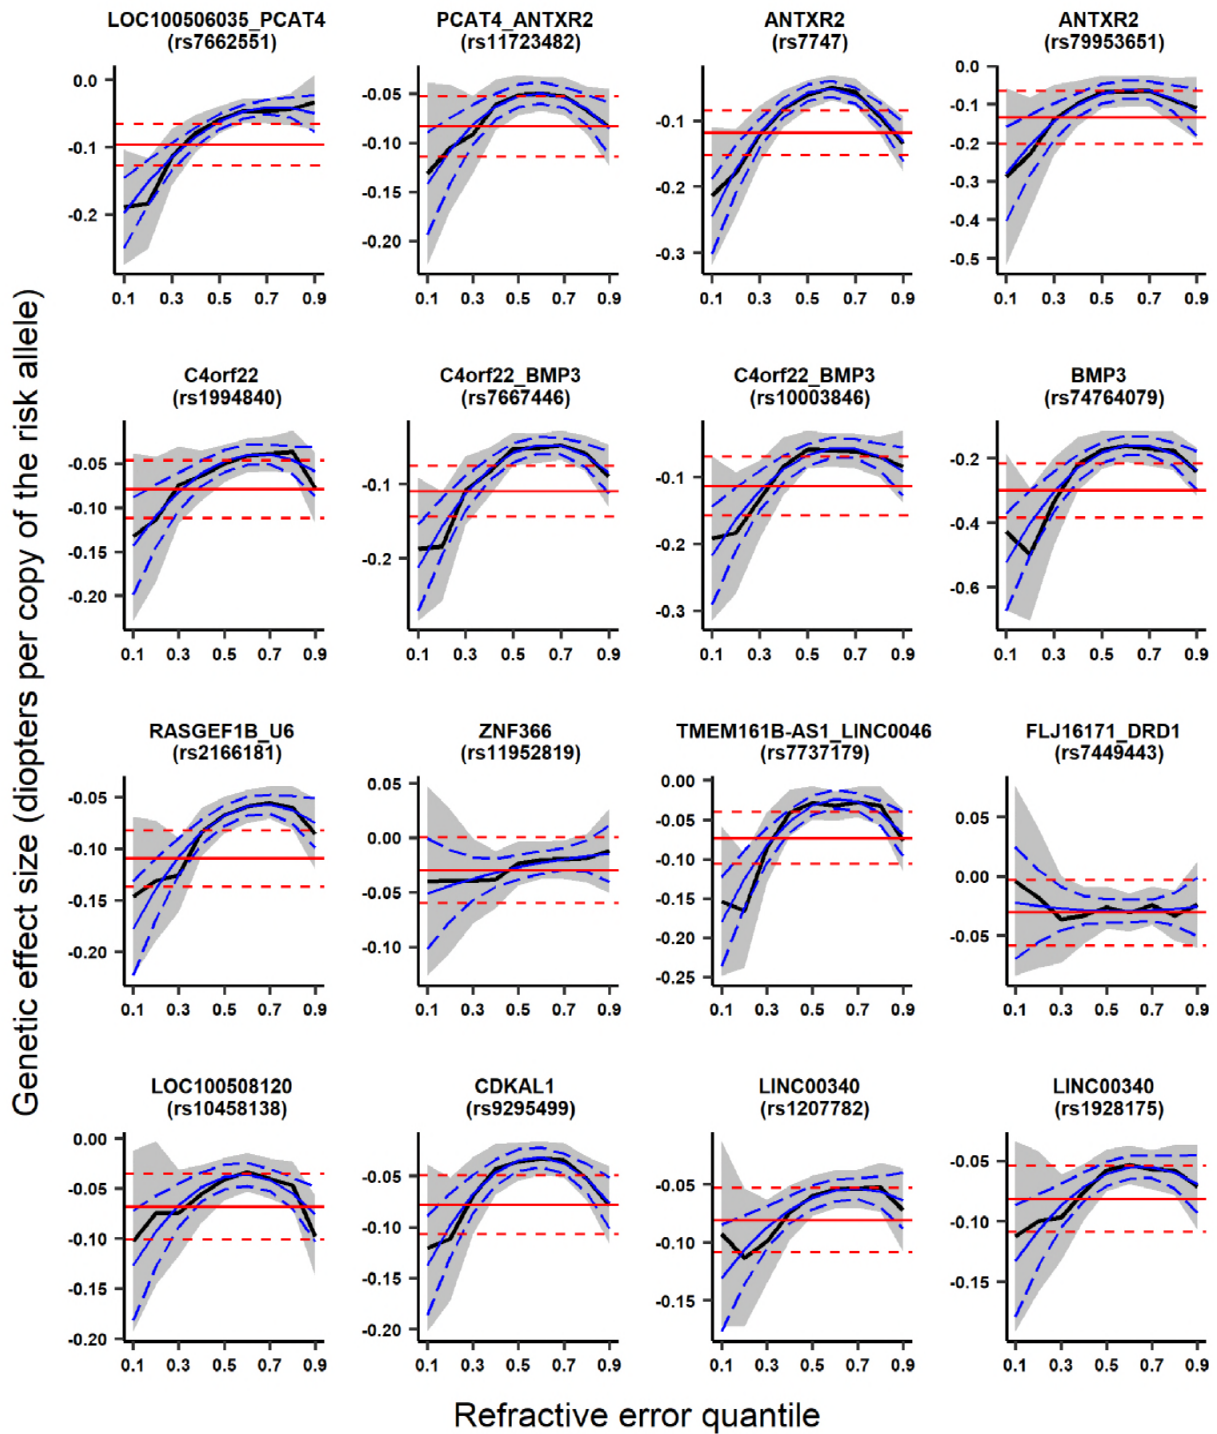 Genetic effect size (diopters per copy of the risk allele)
LOC100506035_PCAT4
(rs7662551)
0.0
-0.1
-0.2
0.1 0.3 0.5 0.7 0.9
PCAT4_ANTXR2
(rs11723482)
-0.05
-0.10
-0.15
-0.20
0.1 0.3 0.5 0.7 0.9
ANTXR2
(rs7747)
-0.1
-0.2
-0.3
0.1 0.3 0.5 0.7 0.9
ANTXR2
(rs79953651)
0.0
-0.1
-0.2
-0.3
-0.4
-0.5
0.1 0.3 0.5 0.7 0.9
C4orf22
(rs1994840)
-0.05
-0.10
-0.15
-0.20
0.1 0.3 0.5 0.7 0.9
C4orf22_BMP3
(rs7667446)
-0.1
-0.2
0.1 0.3 0.5 0.7 0.9
C4orf22_BMP3
(rs10003846)
-0.1
-0.2
-0.3
0.1 0.3 0.5 0.7 0.9
BMP3
(rs74764079)
-0.2
-0.4
-0.6
0.1 0.3 0.5 0.7 0.9
RASGEF1B_U6
(rs2166181)
-0.05
-0.10
-0.15
-0.20
0.1 0.3 0.5 0.7 0.9
ZNF366
(rs11952819)
0.05
0.00
-0.05
-0.10
0.1 0.3 0.5 0.7 0.9
TMEM161B-AS1_LINC0046
(rs7737179)
0.00
-0.05
-0.10
-0.15
-0.20
-0.25
0.1 0.3 0.5 0.7 0.9
FLJ16171_DRD1
(rs7449443)
0.05
0.00
-0.05
0.1 0.3 0.5 0.7 0.9
LOC100508120
(rs10458138)
0.00
-0.05
-0.10
-0.15
-0.20
0.1 0.3 0.5 0.7 0.9
CDKAL1
(rs9295499)
-0.05
-0.10
-0.15
-0.20
0.1 0.3 0.5 0.7 0.9
LINC00340
(rs1207782)
-0.05
-0.10
-0.15
0.1 0.3 0.5 0.7 0.9
LINC00340
(rs1928175)
-0.05
-0.10
-0.15
0.1 0.3 0.5 0.7 0.9
Refractive error quantile